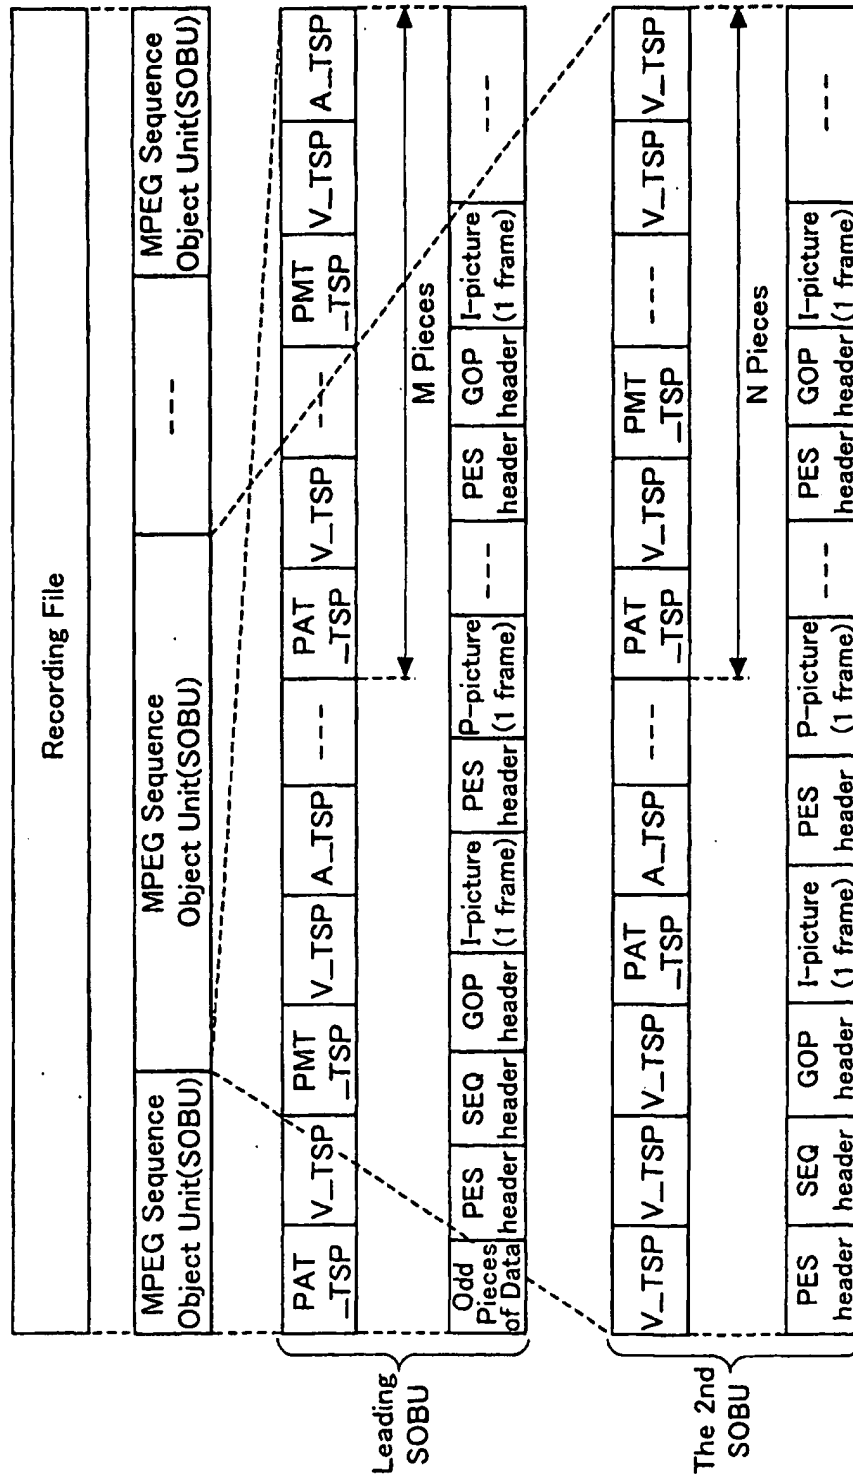 Recording File
MPEG Sequence
Object Unit(SOBU)
MPEG Sequence
Object Unit(SOBU)
---
MPEG Sequence
Object Unit(SOBU)
Leading
SOBU
PAT
_TSP
V_TSP
PMT
_TSP
V_TSP
A_TSP
---
PAT
_TSP
V_TSP
---
PMT
_TSP
V_TSP
A_TSP
M Pieces
Odd
Pieces
of Data
PES
header
SEQ
header
GOP
header
I-picture
(1 frame)
PES
header
P-picture
(1 frame)
---
PES
header
GOP
header
I-picture
(1 frame)
---
The 2nd
SOBU
V_TSP
V_TSP
V_TSP
PAT
_TSP
A_TSP
---
PAT
_TSP
V_TSP
PMT
_TSP
---
V_TSP
V_TSP
N Pieces
PES
header
SEQ
header
GOP
header
I-picture
(1 frame)
PES
header
P-picture
(1 frame)
---
PES
header
GOP
header
I-picture
(1 frame)
---